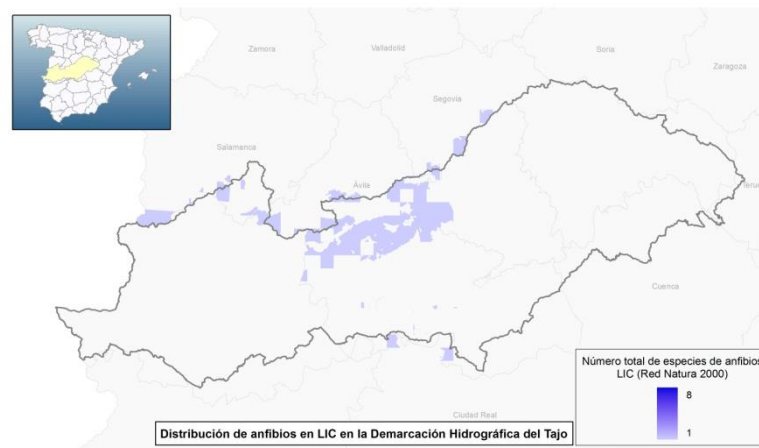 Zamora
Valladolid
Soria
Zaragoza
Segovia
Salamanca
Ávila
Teruel
Cuenca
Ciudad Real
Número total de especies de anfibios
LIC (Red Natura 2000)
8
1
Distribución de anfibios en LIC en la Demarcación Hidrográfica del Tajo